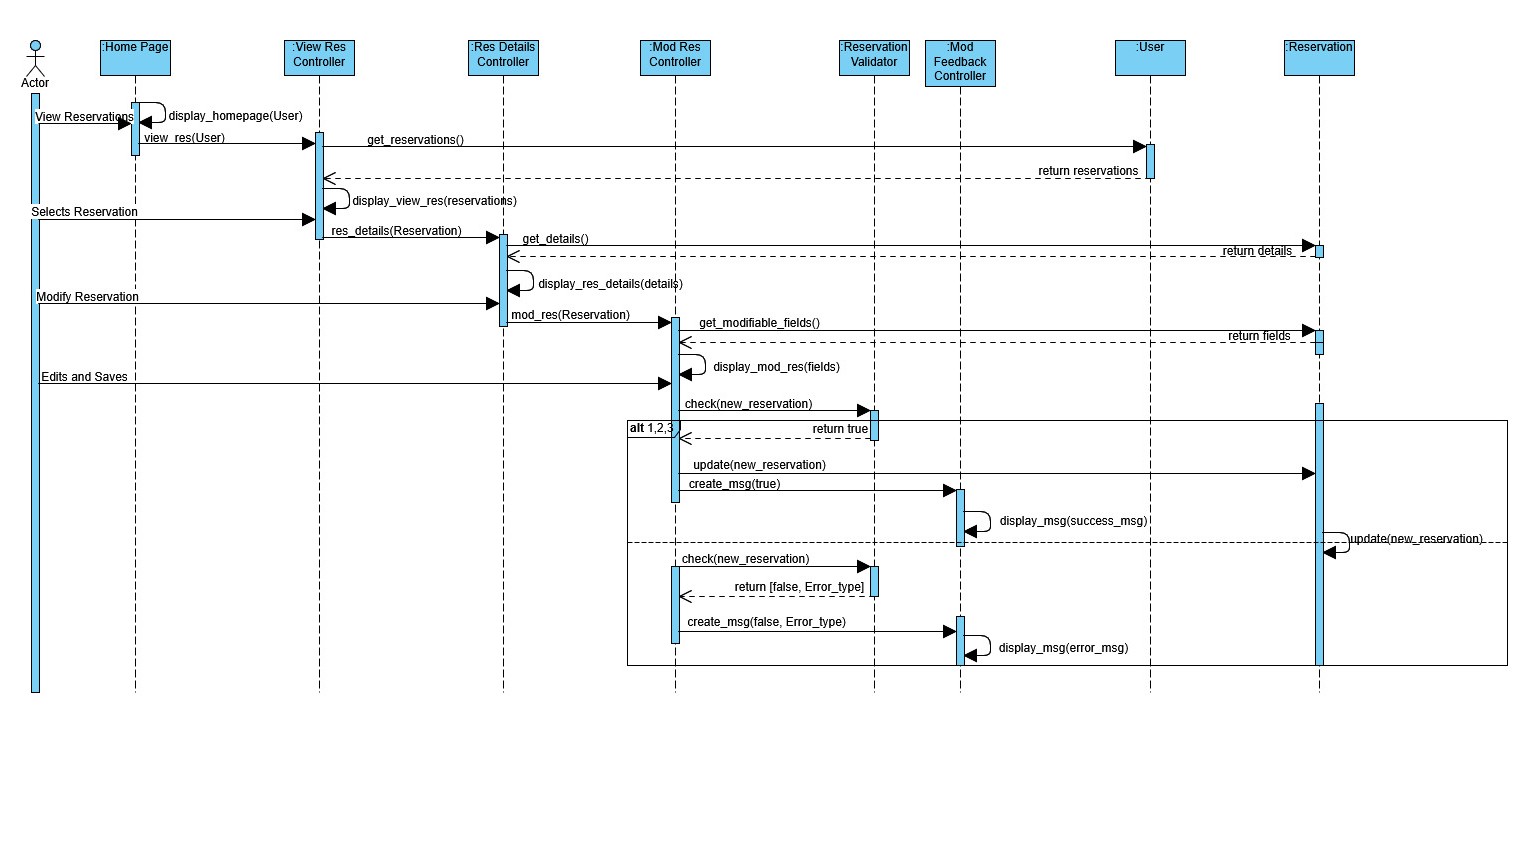 :Home Page
:View Res
Controller
:Res Details
Controller
:Mod Res
Controller
:Reservation
Validator
:Mod
Feedback
Controller
:User
:Reservation
Actor
View Reservations
display_homepage(User)
view_res(User)
get_reservations()
return reservations
display_view_res(reservations)
Selects Reservation
res_details(Reservation)
get_details()
return details
display_res_details(details)
Modify Reservation
mod_res(Reservation)
get_modifiable_fields()
return fields
display_mod_res(fields)
Edits and Saves
check(new_reservation)
alt 1,2,3
return true
update(new_reservation)
create_msg(true)
display_msg(success_msg)
update(new_reservation)
check(new_reservation)
return [false, Error_type]
create_msg(false, Error_type)
display_msg(error_msg)